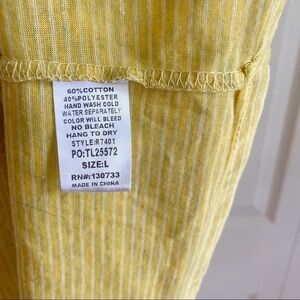 60%COTTON
40%POLYESTER
HAND WASH COLD
WATER SEPARATELY
COLOR WILL BLEED
NO BLEACH
HANG TO DRY
STYLE:R7401
PO:TL25572
SIZE:L
RN#:130733
MADE IN CHINA